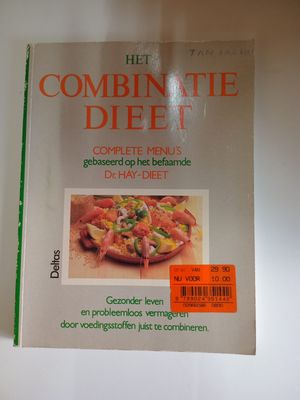 HET
COMBINATIE
DIEET
COMPLETE MENU'S
gebaseerd op het befaamde
Dr. HAY-DIEET
Deltas
VAN 29.90
NU VOOR 10.00
Gezonder leven
en probleemloos vermageren
door voedingsstoffen juist te combineren.